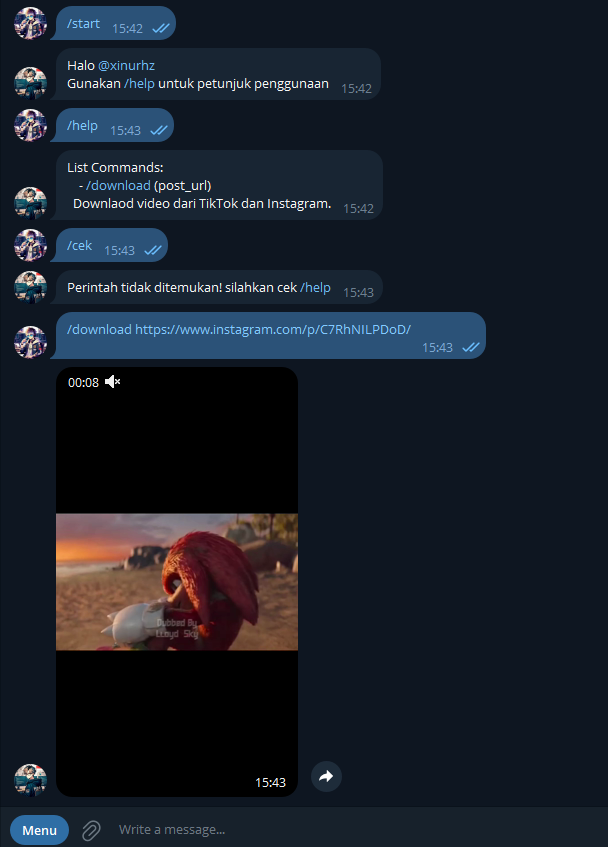 /start 15:42
Halo @xinurhz
Gunakan /help untuk petunjuk penggunaan 15:42
/help 15:43
List Commands:
- /download (post_url)
Downlaod video dari TikTok dan Instagram. 15:42
/cek 15:43
Perintah tidak ditemukan! silahkan cek /help 15:43
/download https://www.instagram.com/p/C7RhNILPDoD/
15:43
00:08
Dubbed By
Lloyd Sky
15:43
Menu
Write a message...